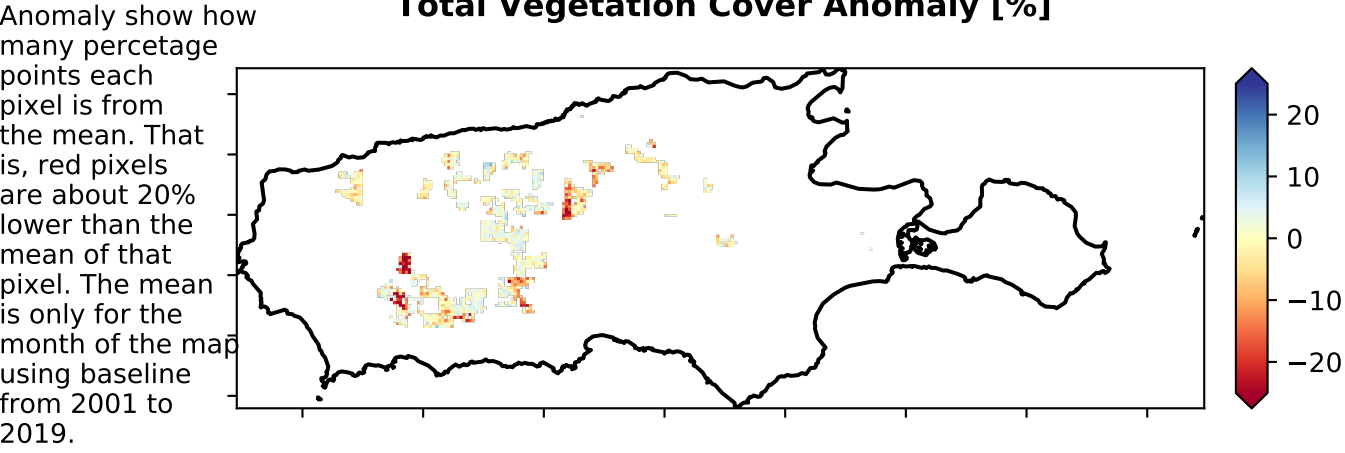 Total Vegetation Cover Anomaly [%]
Anomaly show how
many percetage
points each
pixel is from
the mean. That
is, red pixels
are about 20%
lower than the
mean of that
pixel. The mean
is only for the
month of the map
using baseline
from 2001 to
2019.
20
10
0
−10
−20